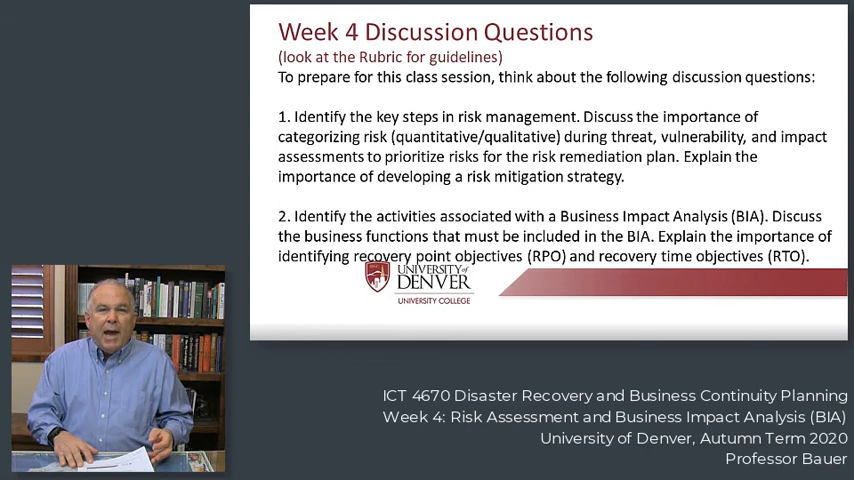 Week 4 Discussion Questions
(look at the Rubric for guidelines)
To prepare for this class session, think about the following discussion questions:
1. Identify the key steps in risk management. Discuss the importance of
categorizing risk (quantitative/qualitative) during threat, vulnerability, and impact
assessments to prioritize risks for the risk remediation plan. Explain the
importance of developing a risk mitigation strategy.
2. Identify the activities associated with a Business Impact Analysis (BIA). Discuss
the business functions that must be included in the BIA. Explain the importance of
identifying recovery point objectives (RPO) and recovery time objectives (RTO).
UNIVERSITY of
DENVER
UNIVERSITY COLLEGE
ICT 4670 Disaster Recovery and Business Continuity Planning
Week 4: Risk Assessment and Business Impact Analysis (BIA)
University of Denver, Autumn Term 2020
Professor Bauer